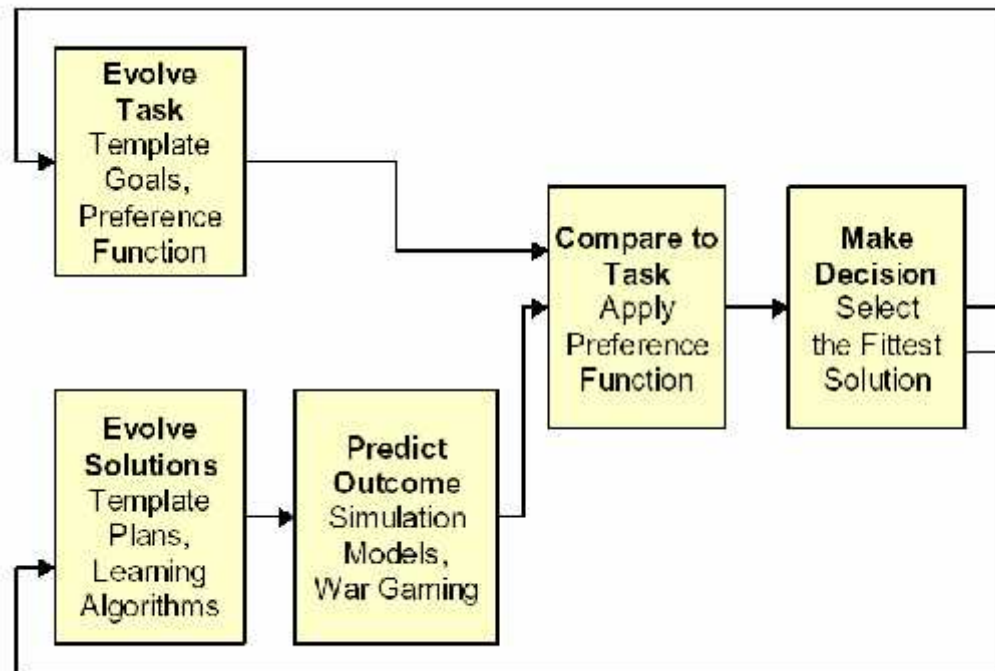 Evolve
Task
Template
Goals,
Preference
Function
Compare to
Task
Apply
Preference
Function
Make
Decision
Select
the Fittest
Solution
Evolve
Solutions
Template
Plans,
Learning
Algorithms
Predict
Outcome
Simulation
Models,
War Gaming